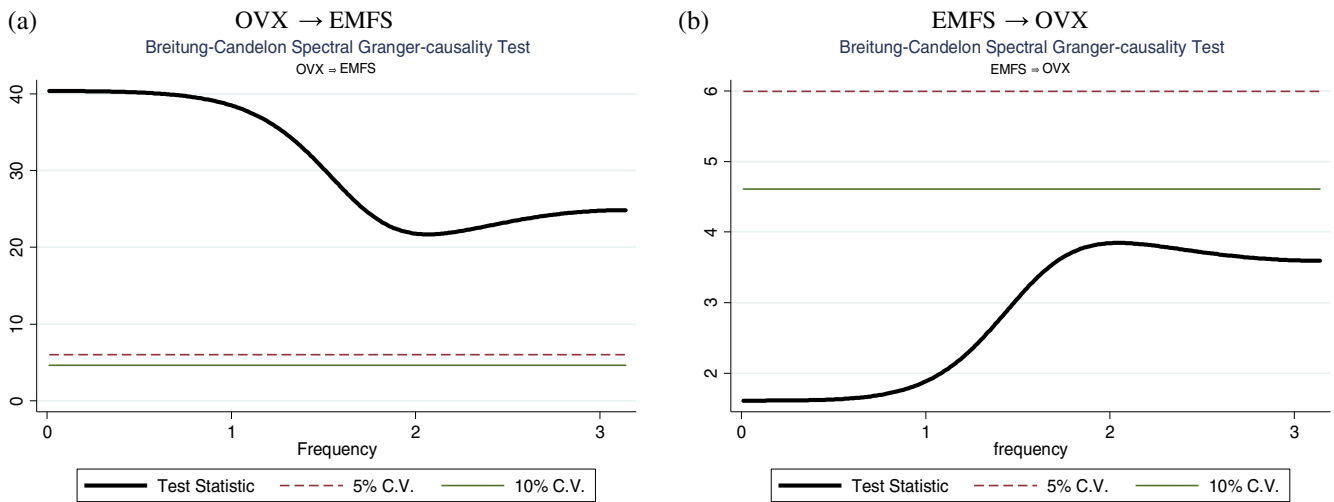 (a)
OVX → EMFS
Breitung-Candelon Spectral Granger-causality Test
OVX ⇒ EMFS
40
30
20
10
0
0 1 2 3
Frequency
Test Statistic 5% C.V. 10% C.V.
(b)
EMFS → OVX
Breitung-Candelon Spectral Granger-causality Test
EMFS ⇒ OVX
6
5
4
3
2
0 1 2 3
frequency
Test Statistic 5% C.V. 10% C.V.